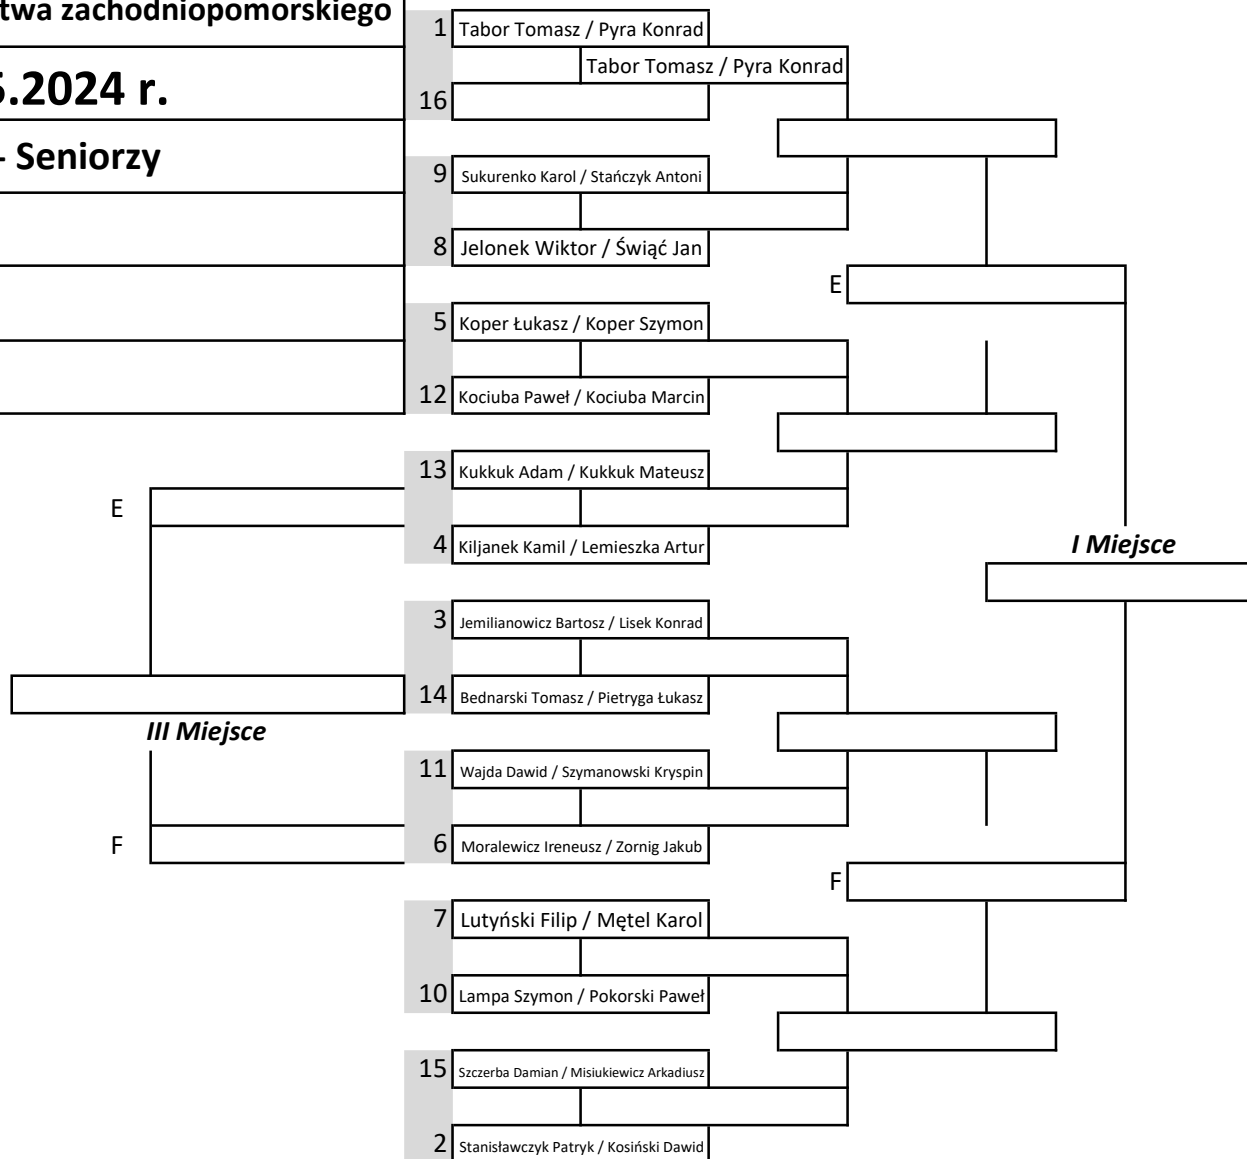 twa zachodniopomorskiego
.2024 r.
- Seniorzy
1 Tabor Tomasz / Pyra Konrad
Tabor Tomasz / Pyra Konrad
16
9 Sukurenko Karol / Stańczyk Antoni
8 Jelonek Wiktor / Świąć Jan
E
5 Koper Łukasz / Koper Szymon
12 Kociuba Paweł / Kociuba Marcin
13 Kukkuk Adam / Kukkuk Mateusz
E
4 Kiljanek Kamil / Lemieszka Artur
I Miejsce
3 Jemilianowicz Bartosz / Lisek Konrad
14 Bednarski Tomasz / Pietryga Łukasz
III Miejsce
11 Wajda Dawid / Szymanowski Kryspin
F
6 Moralewicz Ireneusz / Zornig Jakub
F
7 Lutyński Filip / Mętel Karol
10 Lampa Szymon / Pokorski Paweł
15 Szczerba Damian / Misiukiewicz Arkadiusz
2 Stanisławczyk Patryk / Kosiński Dawid